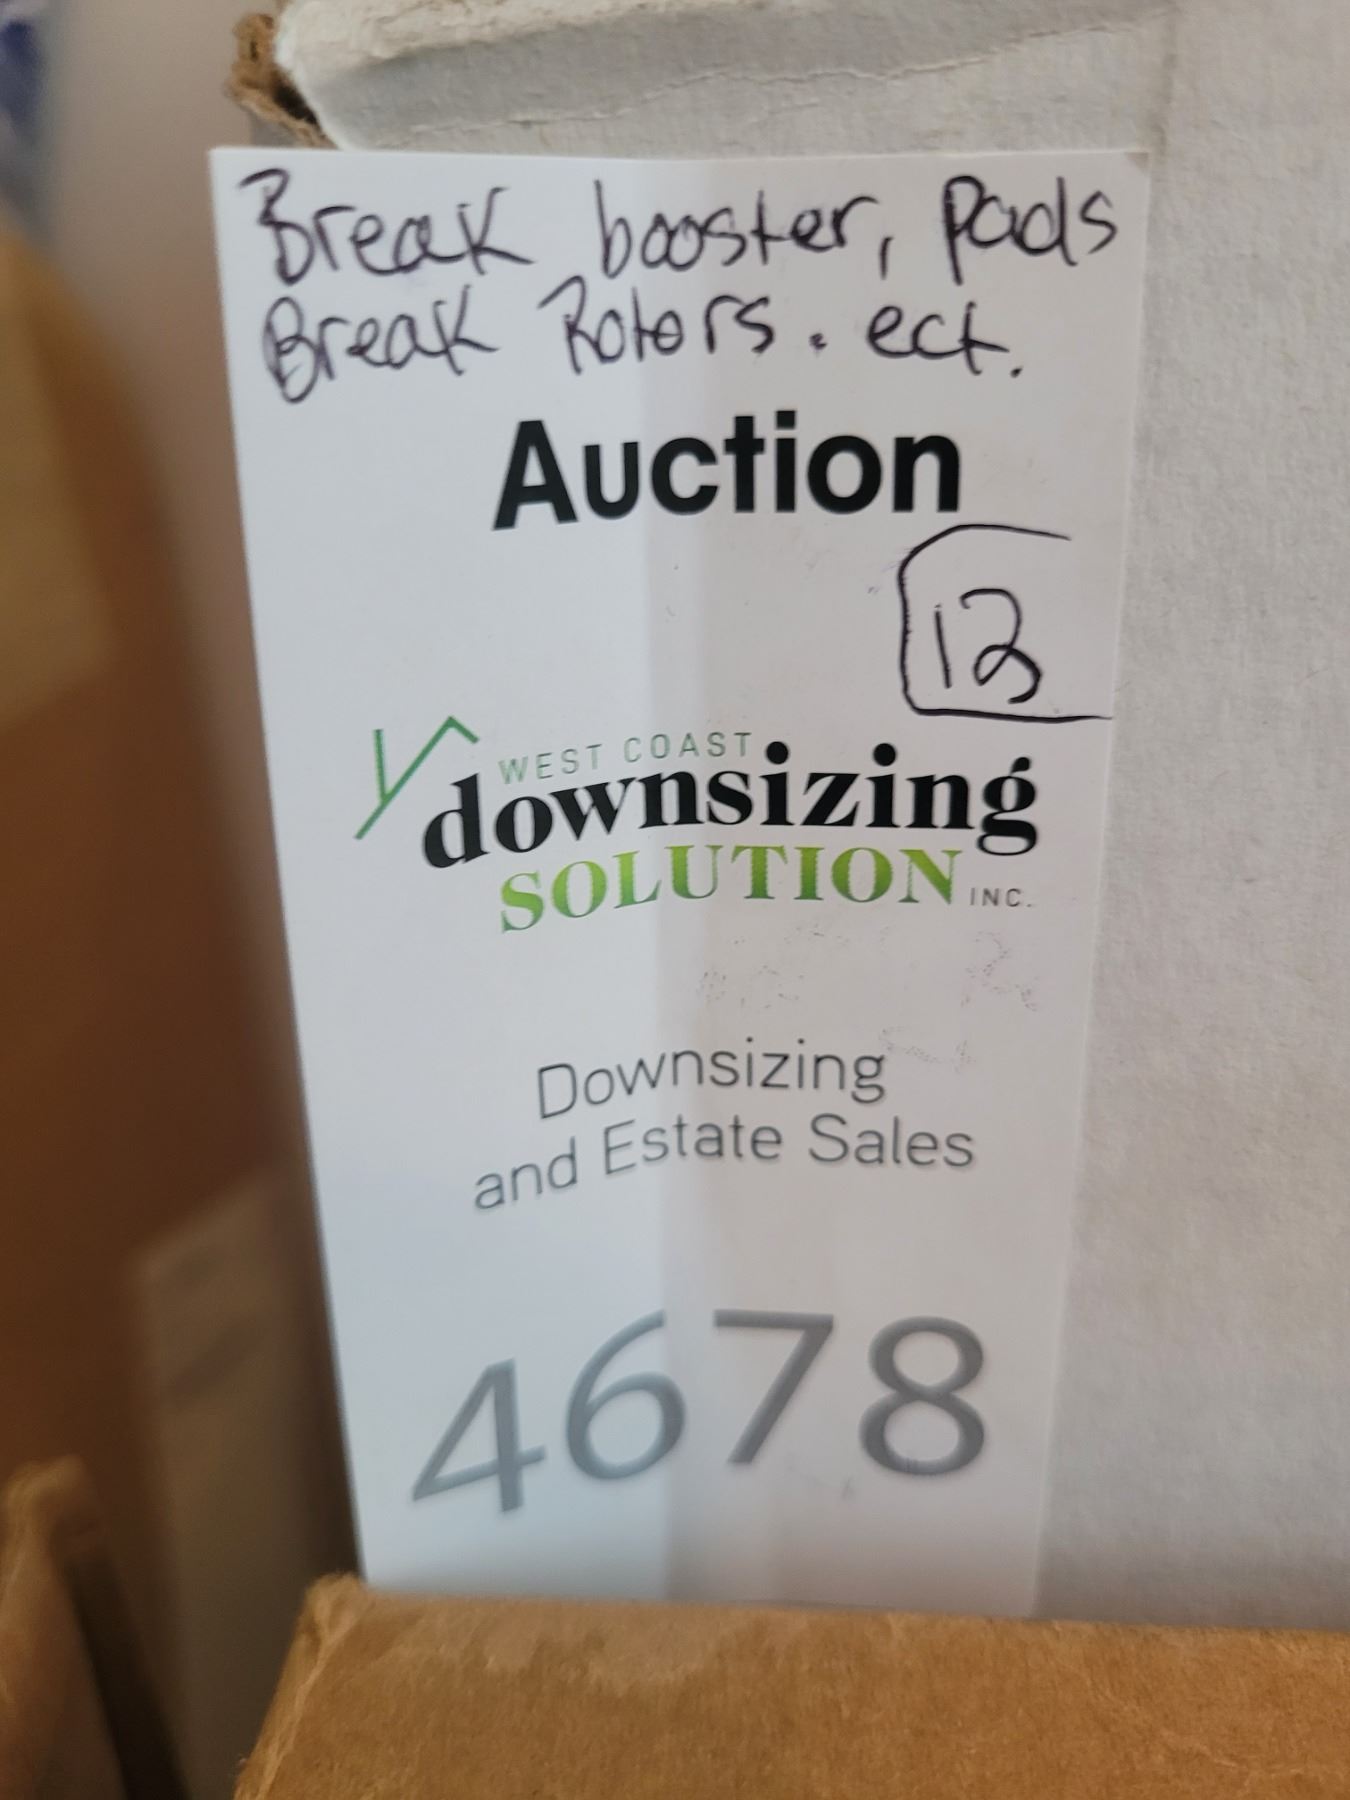 Break booster, pads
Break Rotors. ect.
Auction
12
WEST COAST
downsizing
SOLUTION INC.
Downsizing
and Estate Sales
4678